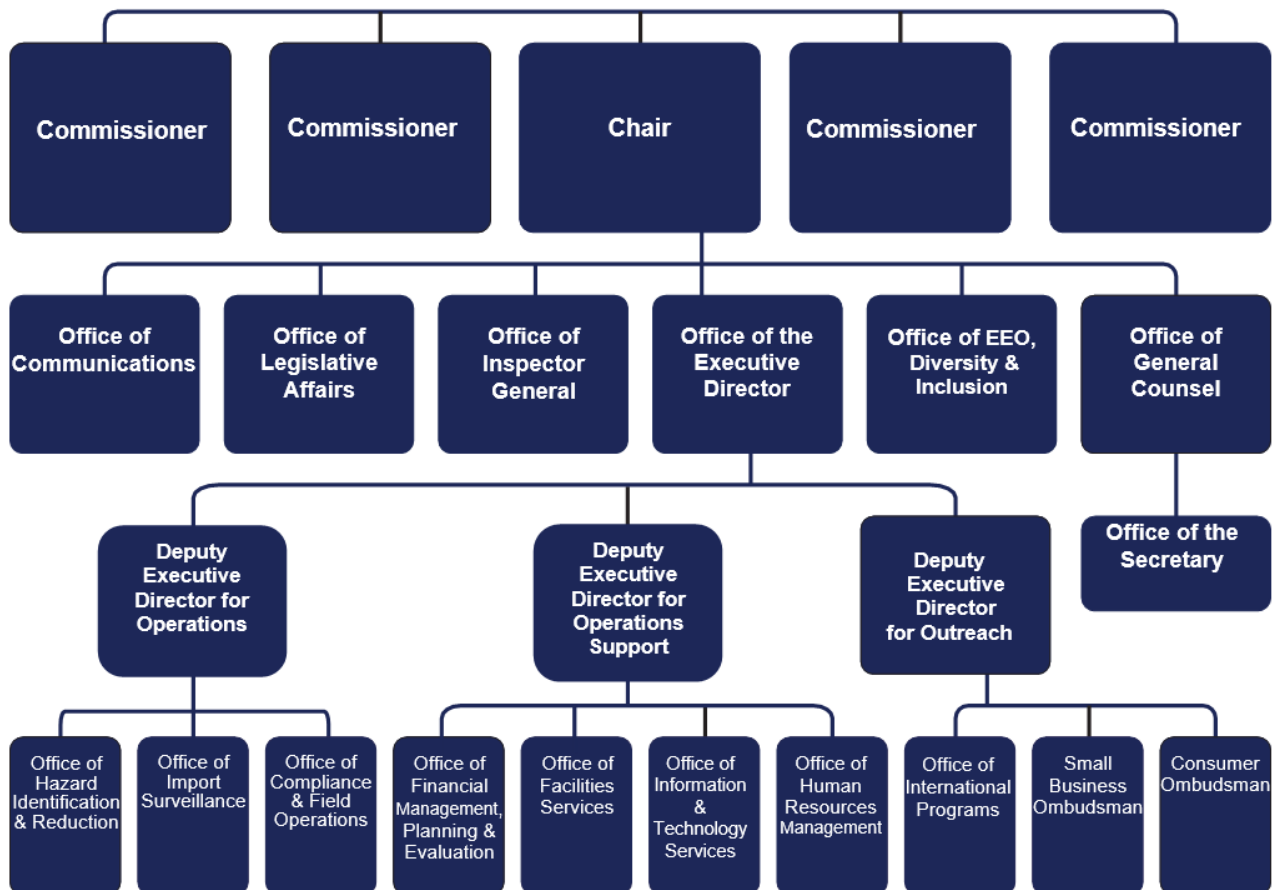 Commissioner
Commissioner
Chair
Commissioner
Commissioner
Office of
Communications
Office of
Legislative
Affairs
Office of
Inspector
General
Office of the
Executive
Director
Office of EEO,
Diversity &
Inclusion
Office of
General
Counsel
Deputy
Executive
Director for
Operations
Deputy
Executive
Director for
Operations
Support
Deputy
Executive
Director
for Outreach
Office of the
Secretary
Office of
Hazard
Identification
& Reduction
Office of
Import
Surveillance
Office of
Compliance
& Field
Operations
Office of
Financial
Management,
Planning &
Evaluation
Office of
Facilities
Services
Office of
Information
&
Technology
Services
Office of
Human
Resources
Management
Office of
International
Programs
Small
Business
Ombudsman
Consumer
Ombudsman